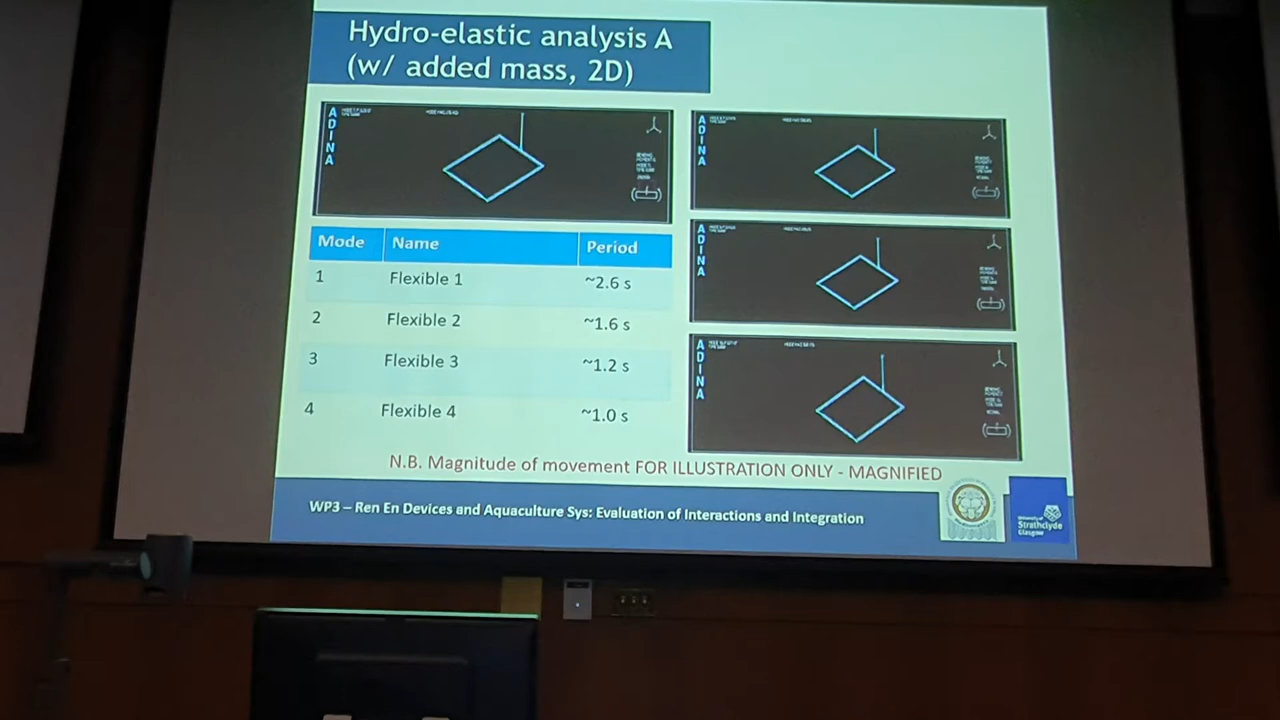 Hydro-elastic analysis A
(w/ added mass, 2D)
ADINA
ADINA
ADINA
ADINA
Mode Name Period
1 Flexible 1 ~2.6 s
2 Flexible 2 ~1.6 s
3 Flexible 3 ~1.2 s
4 Flexible 4 ~1.0 s
N.B. Magnitude of movement FOR ILLUSTRATION ONLY - MAGNIFIED
WP3 – Ren En Devices and Aquaculture Sys: Evaluation of Interactions and Integration
University of
Strathclyde
Glasgow